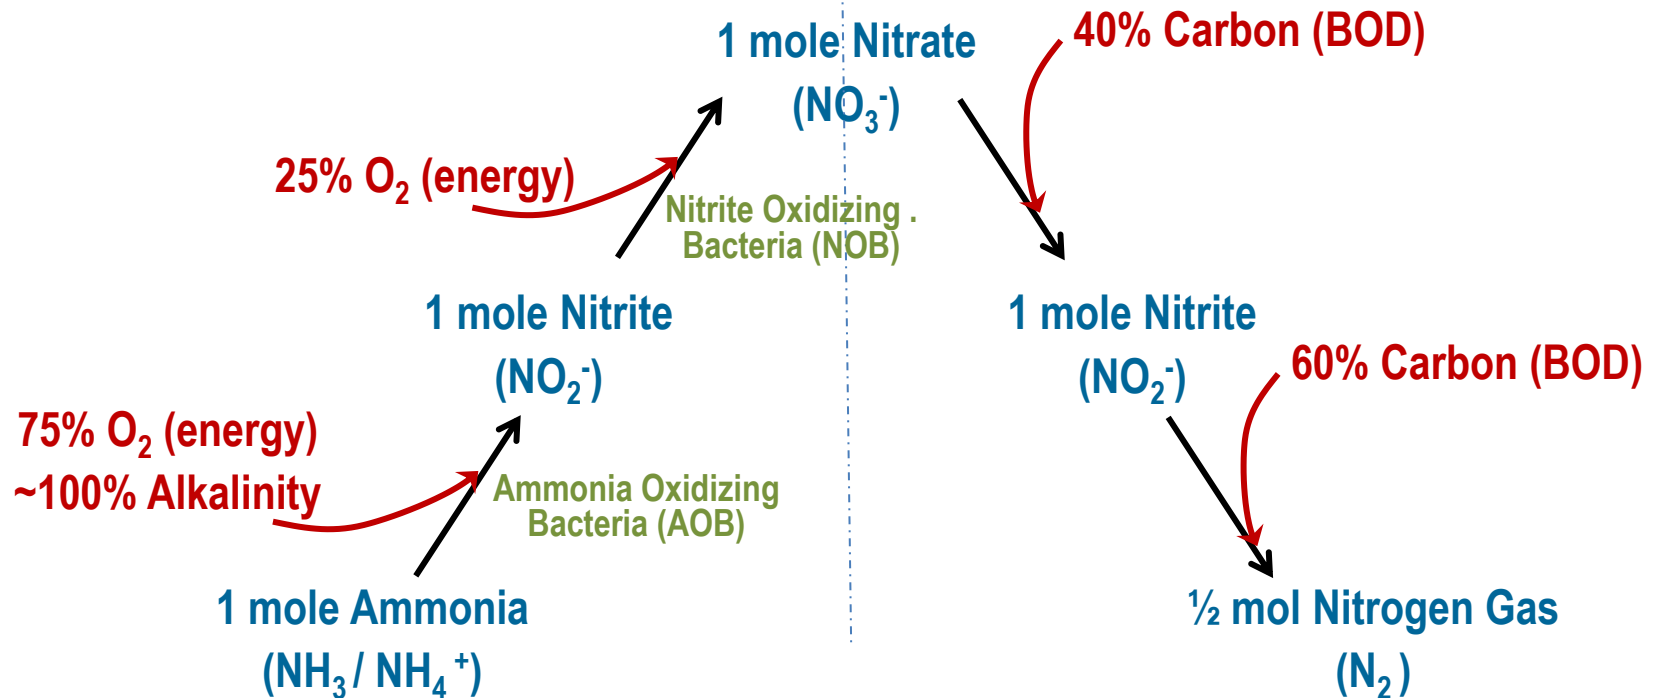 1 mole Nitrate
(NO₃⁻)
40% Carbon (BOD)
25% O₂ (energy)
Nitrite Oxidizing .
Bacteria (NOB)
1 mole Nitrite
(NO₂⁻)
1 mole Nitrite
(NO₂⁻)
60% Carbon (BOD)
75% O₂ (energy)
~100% Alkalinity
Ammonia Oxidizing
Bacteria (AOB)
1 mole Ammonia
(NH₃ / NH₄⁺)
½ mol Nitrogen Gas
(N₂)